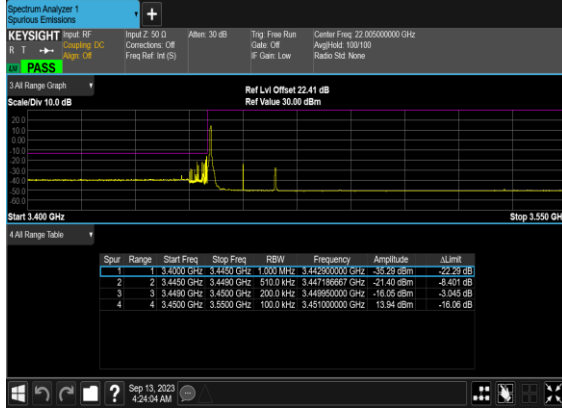 Spectrum Analyzer 1
Spurious Emissions
+
KEYSIGHT Input: RF Input Z: 50 Ω Atten: 30 dB Trig: Free Run Center Freq: 22.005000000 GHz
R T Coupling: DC Corrections: Off Gate: Off Avg|Hold: 100/100
Align: Off Freq Ref: Int (S) IF Gain: Low Radio Std: None
PASS
3 All Range Graph
Ref Lvl Offset 22.41 dB
Scale/Div 10.0 dB Ref Value 30.00 dBm
20.0
10.0
0.00
-10.0
-20.0
-30.0
-40.0
-50.0
-60.0
Start 3.400 GHz Stop 3.550 GH
4 All Range Table
Spur Range Start Freq Stop Freq RBW Frequency Amplitude ΔLimit
1 1 3.4000 GHz 3.4450 GHz 1.000 MHz 3.442900000 GHz -35.29 dBm -22.29 dB
2 2 3.4450 GHz 3.4490 GHz 510.0 kHz 3.447186667 GHz -21.40 dBm -8.401 dB
3 3 3.4490 GHz 3.4500 GHz 200.0 kHz 3.449950000 GHz -16.05 dBm -3.045 dB
4 4 3.4500 GHz 3.5500 GHz 100.0 kHz 3.451000000 GHz 13.94 dBm -16.06 dB
?
Sep 13, 2023
4:24:04 AM